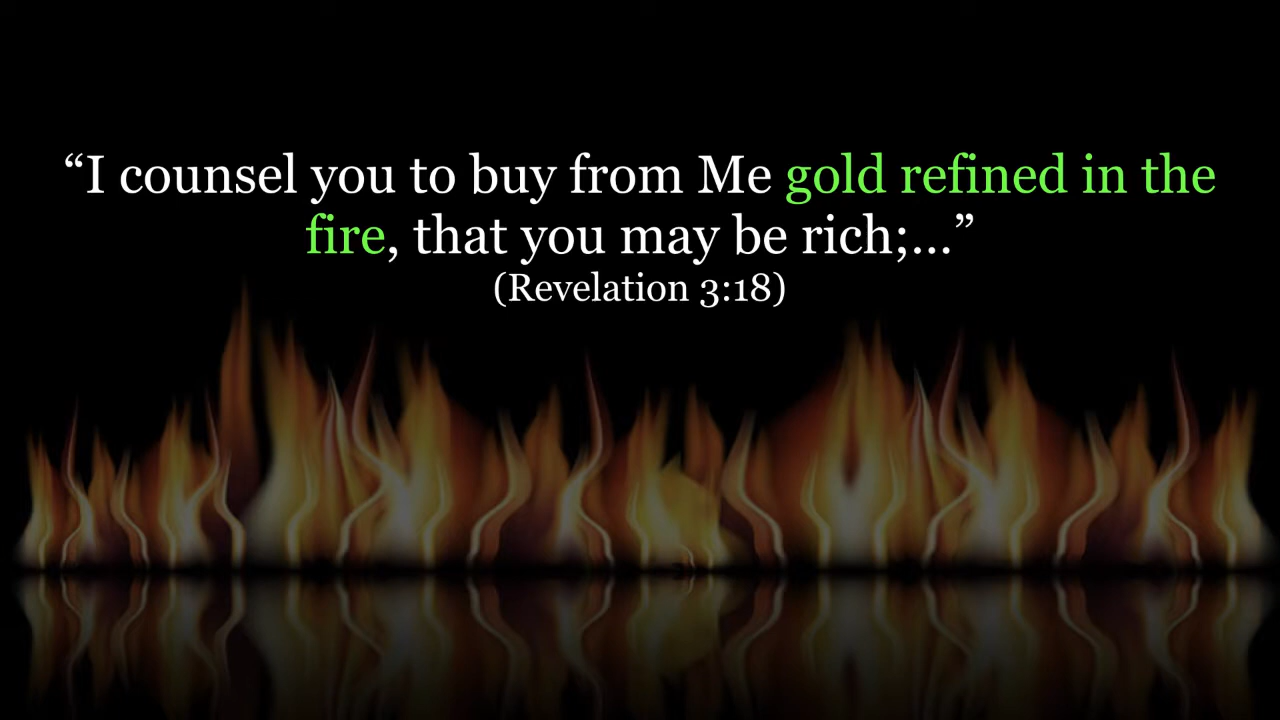 “I counsel you to buy from Me gold refined in the
fire, that you may be rich;...”
(Revelation 3:18)